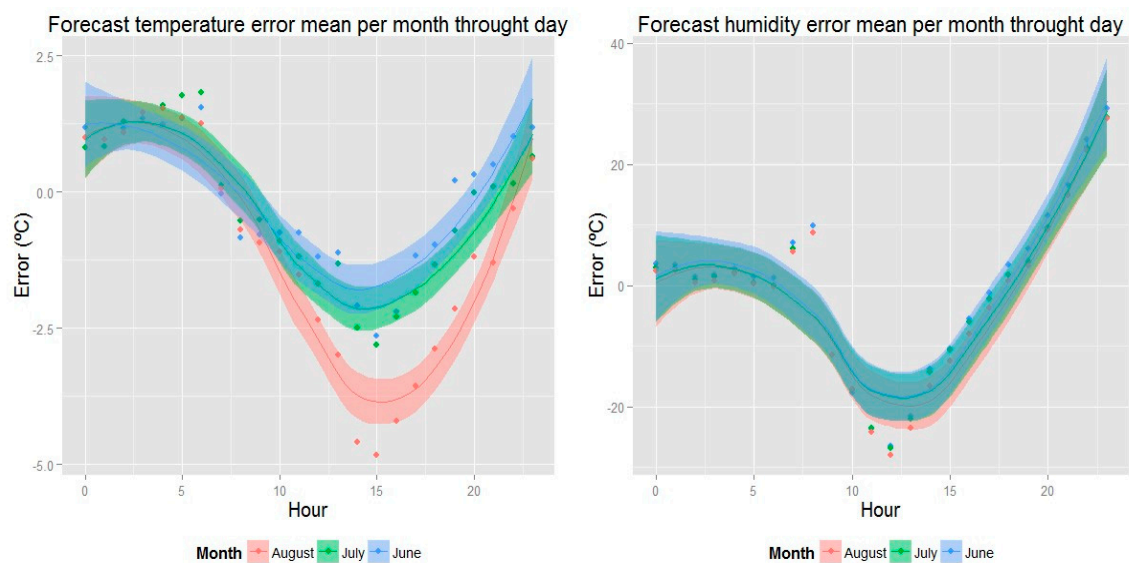 Forecast temperature error mean per month throught day
2.5
0.0
-2.5
-5.0
Error (ºC)
0 5 10 15 20
Hour
Month August July June
Forecast humidity error mean per month throught day
40
20
0
-20
Error (ºC)
0 5 10 15 20
Hour
Month August July June